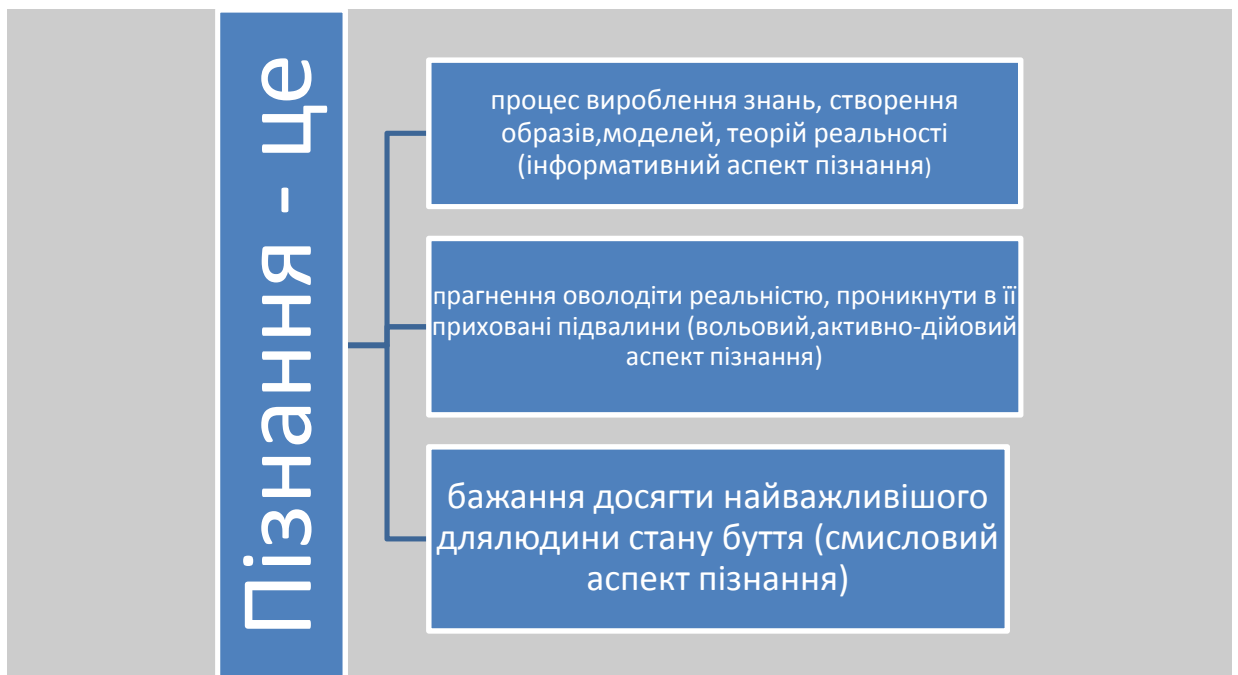 Пізнання - це
процес вироблення знань, створення
образів,моделей, теорій реальності
(інформативний аспект пізнання)
прагнення оволодіти реальністю, проникнути в її
приховані підвалини (вольовий,активно-дійовий
аспект пізнання)
бажання досягти найважливішого
длялюдини стану буття (смисловий
аспект пізнання)